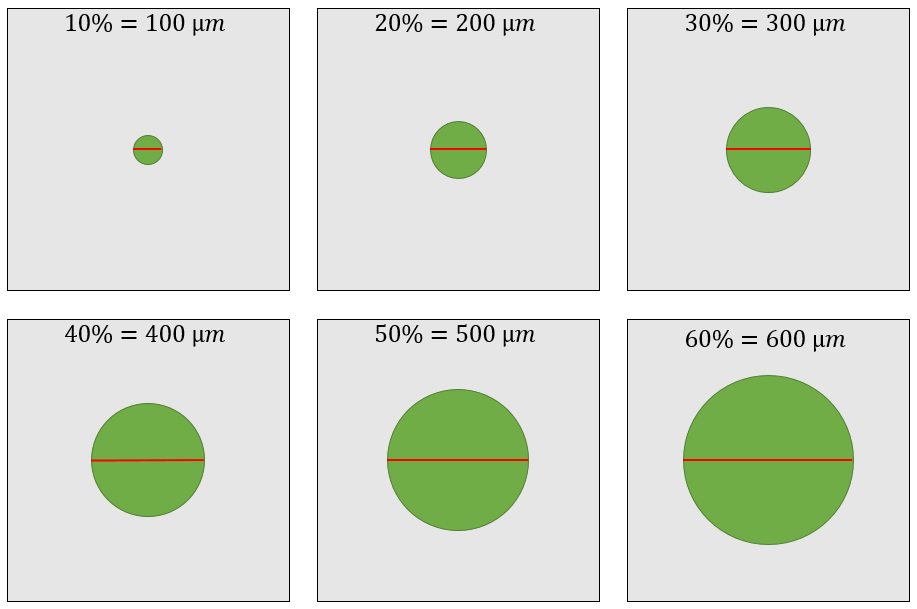 10% = 100 μm
20% = 200 μm
30% = 300 μm
40% = 400 μm
50% = 500 μm
60% = 600 μm